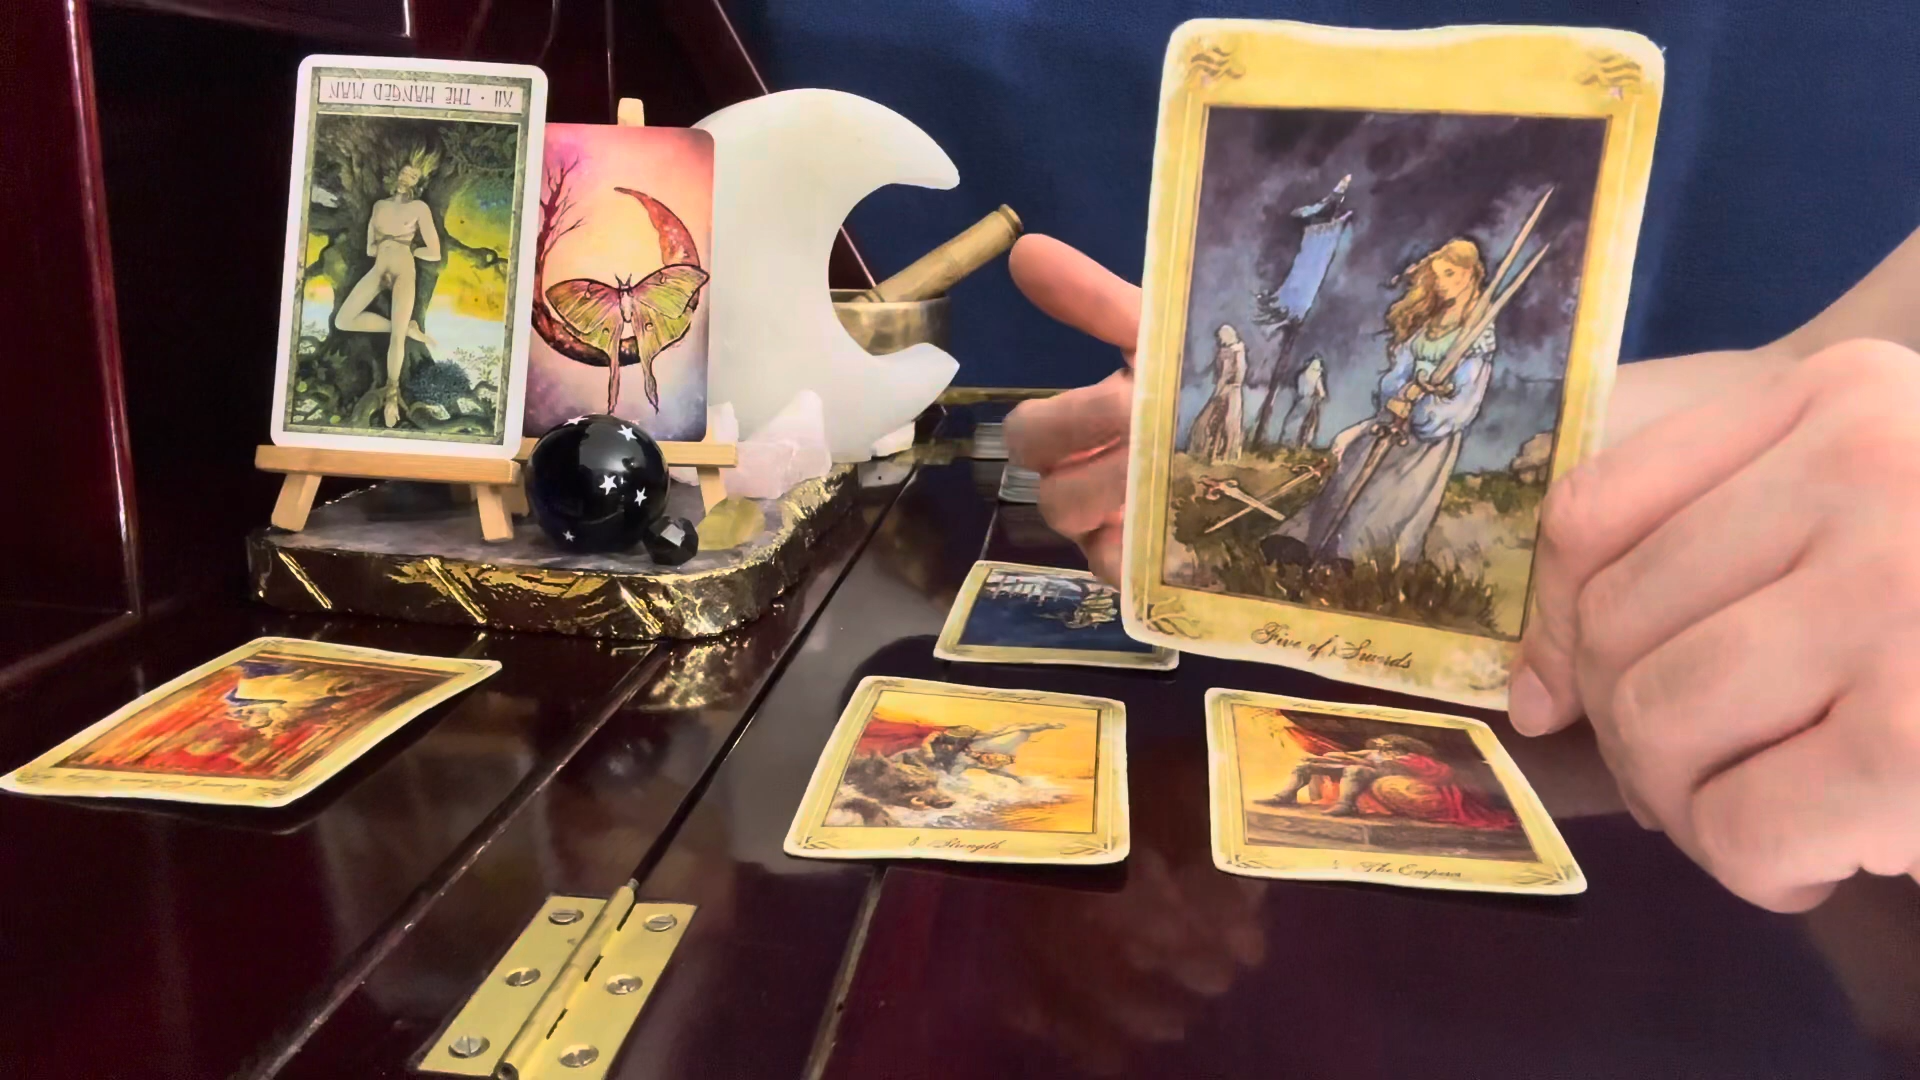 XII · THE HANGED MAN
Five of Swords
8 Strength
The Emperor